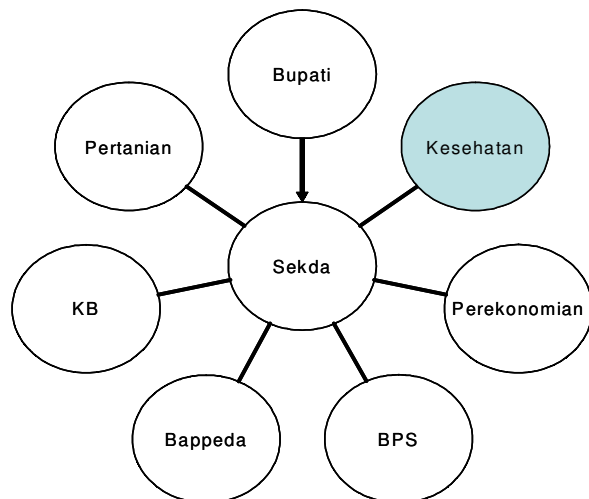 Bupati
Pertanian
Kesehatan
Sekda
KB
Perekonomian
Bappeda
BPS